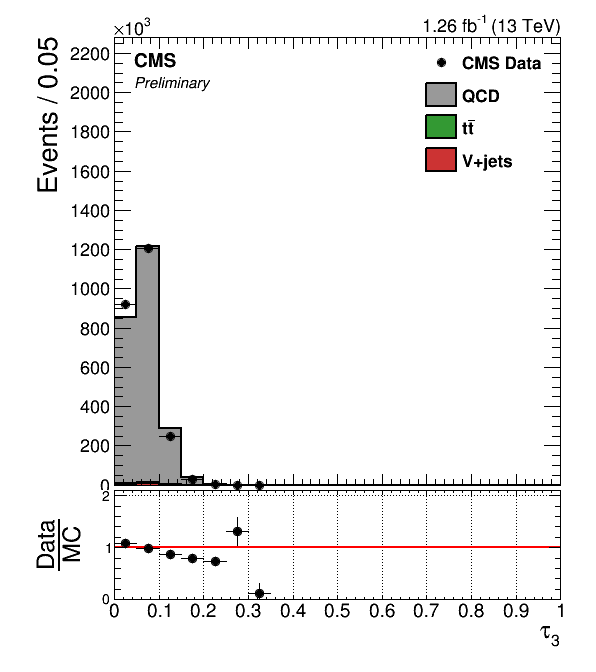 ×10³
1.26 fb⁻¹ (13 TeV)
Events / 0.05
2200
2000
1800
1600
1400
1200
1000
800
600
400
200
0
CMS
Preliminary
CMS Data
QCD
tt̄
V+jets
Data
MC
2
1
0
0 0.1 0.2 0.3 0.4 0.5 0.6 0.7 0.8 0.9 1
τ₃